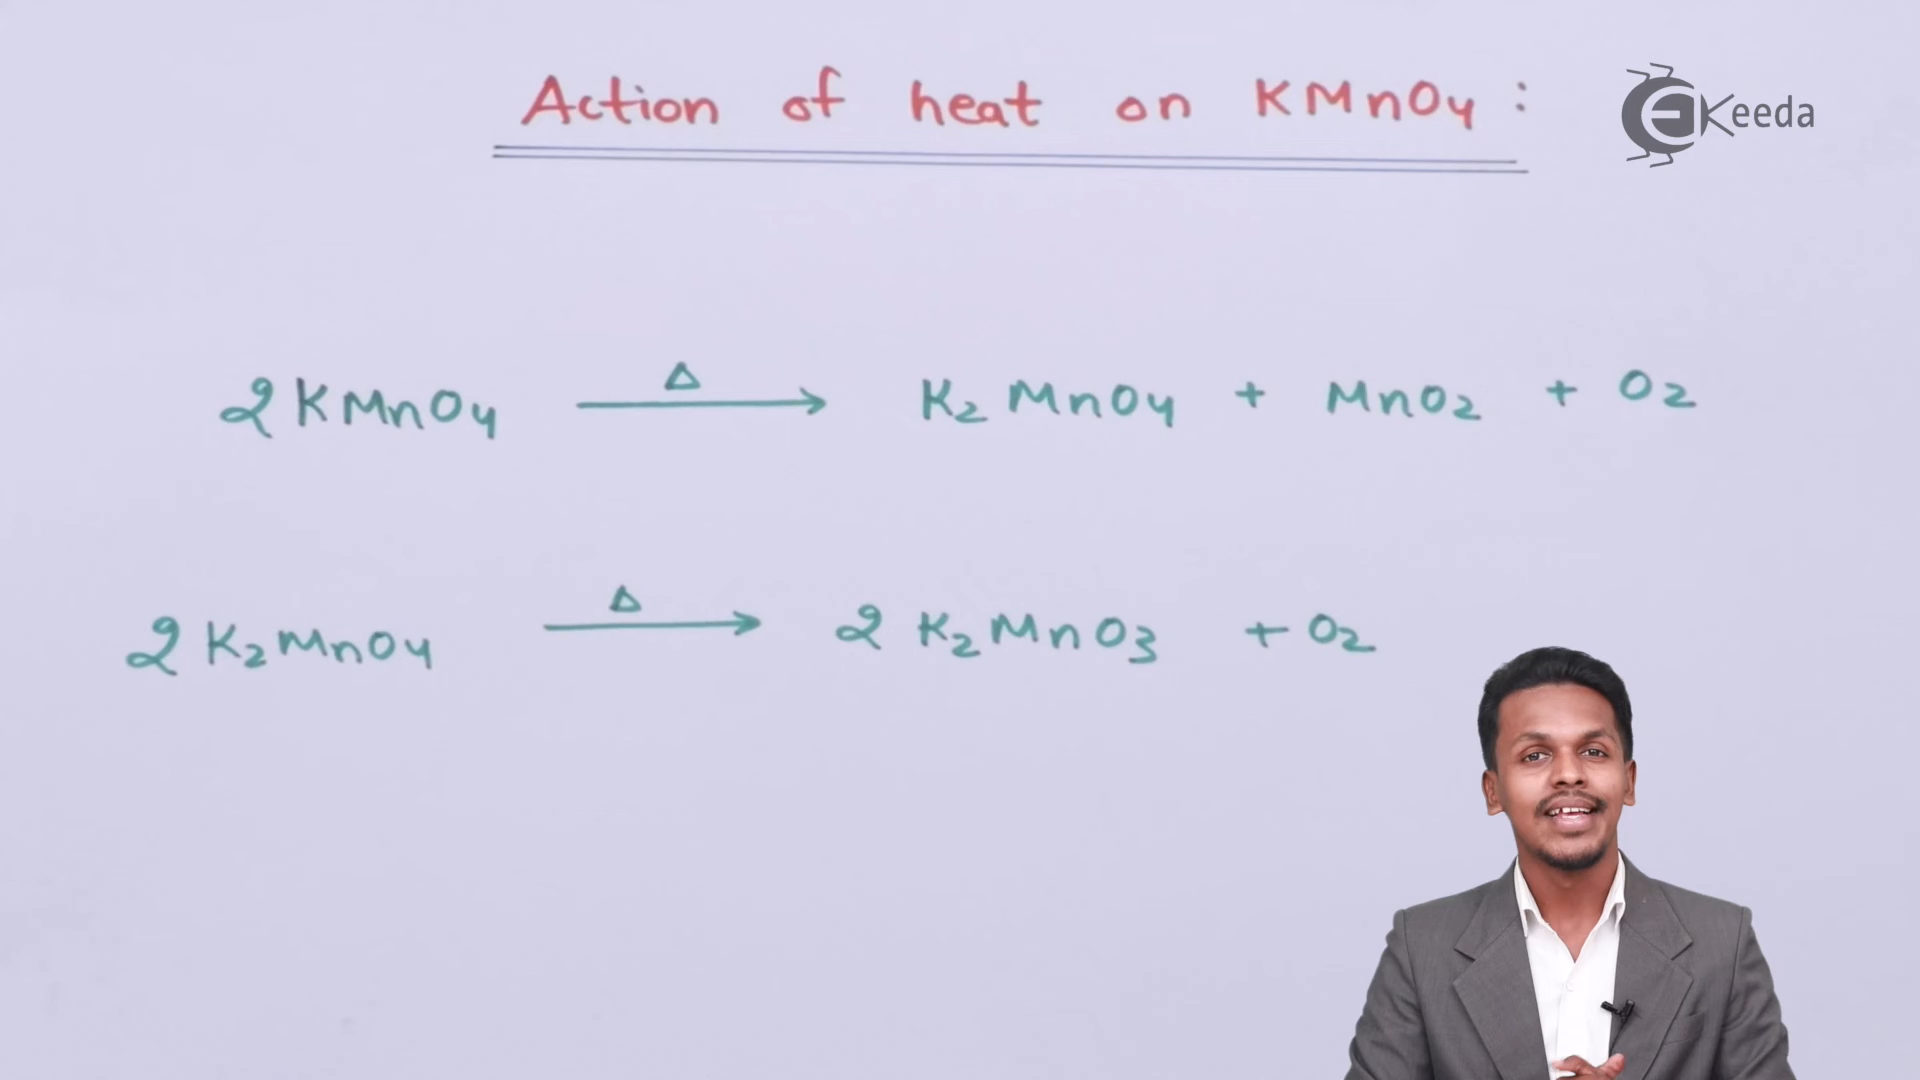 Action of heat on KMnO4 :
EKeeda
2KMnO4 Δ → K2MnO4 + MnO2 + O2
2K2MnO4 Δ → 2K2MnO3 + O2